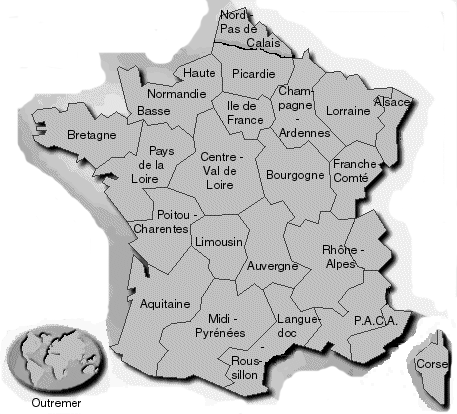 Nord
Pas de
Calais
Haute
Picardie
Normandie
Basse
Ile de
France
Cham-
pagne
-
Ardennes
Lorraine
Alsace
Bretagne
Pays
de la
Loire
Centre -
Val de
Loire
Bourgogne
Franche
Comté
Poitou -
Charentes
Limousin
Auvergne
Rhône -
Alpes
Aquitaine
Midi -
Pyrénées
Langue-
doc
-
Rous-
sillon
P.A.C.A.
Corse
Outremer